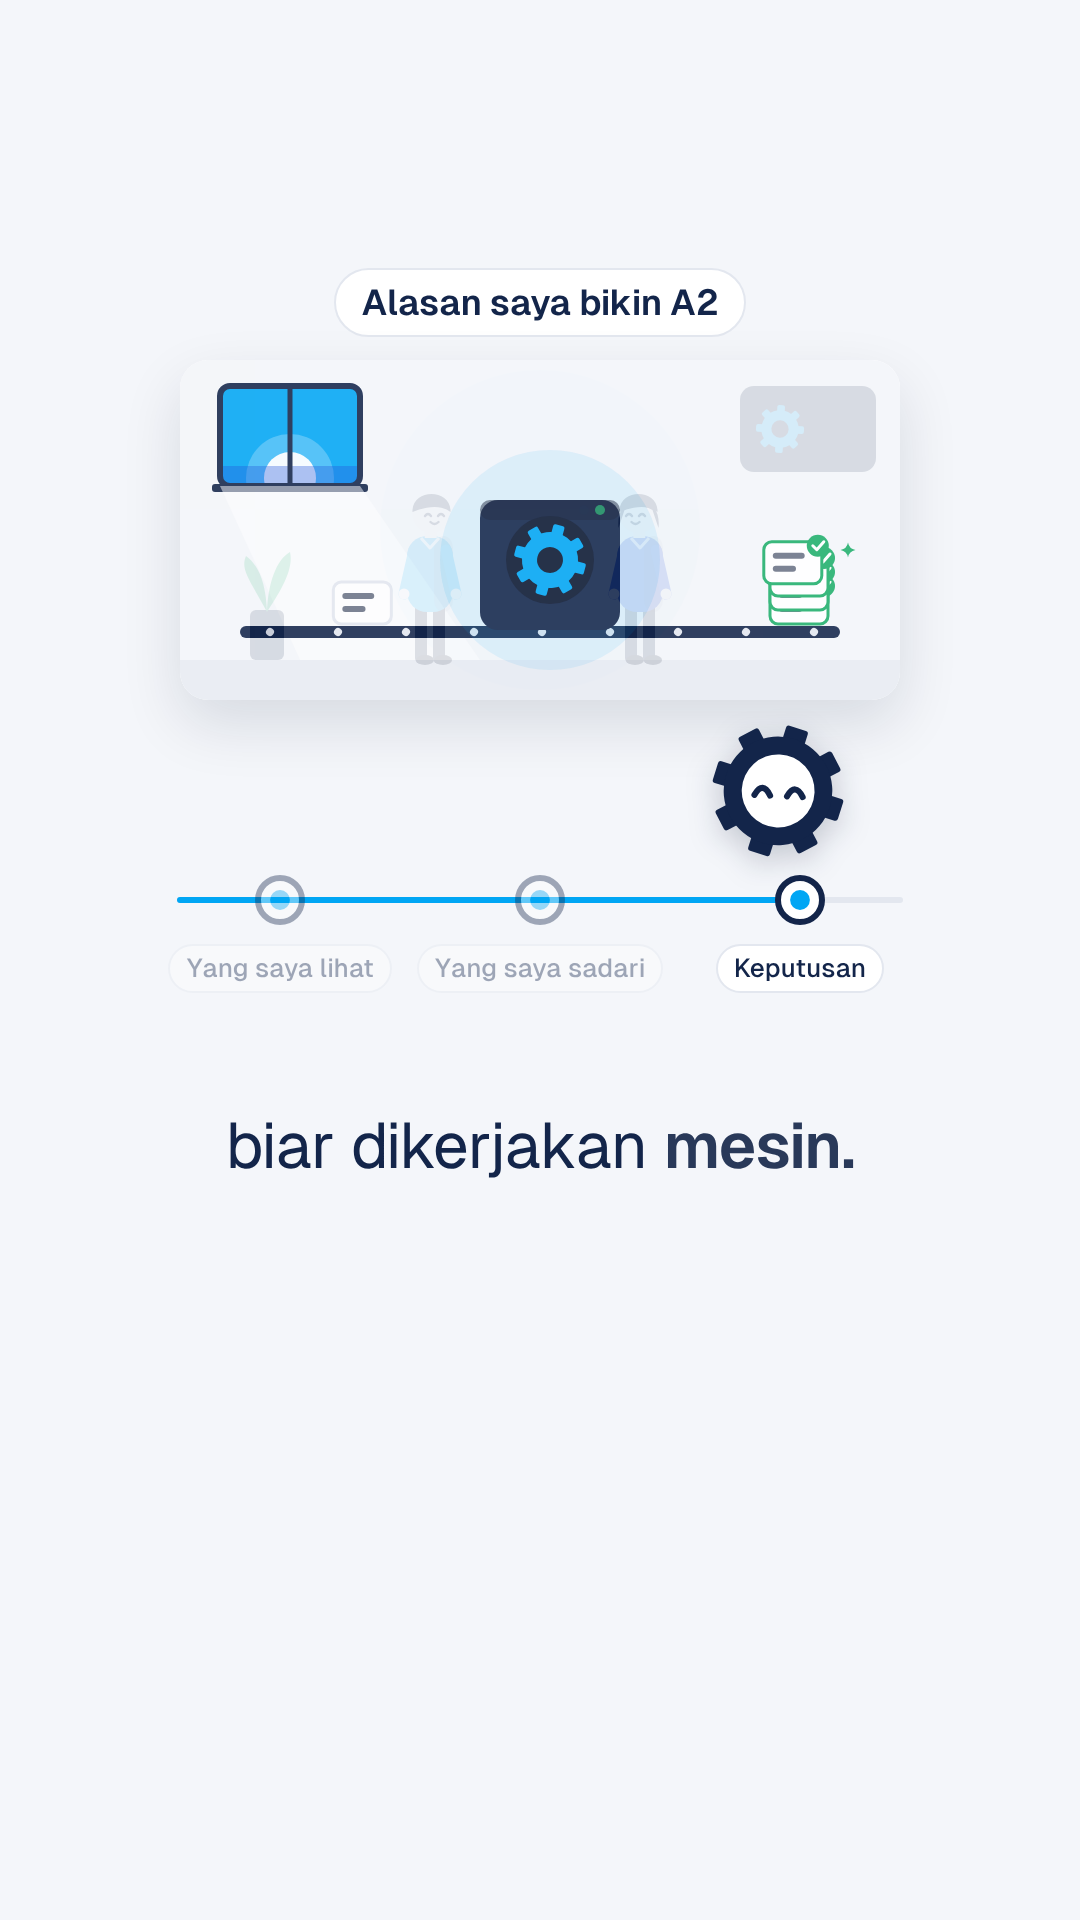 Alasan saya bikin A2
Yang saya lihat
Yang saya sadari
Keputusan
biar dikerjakan mesin.